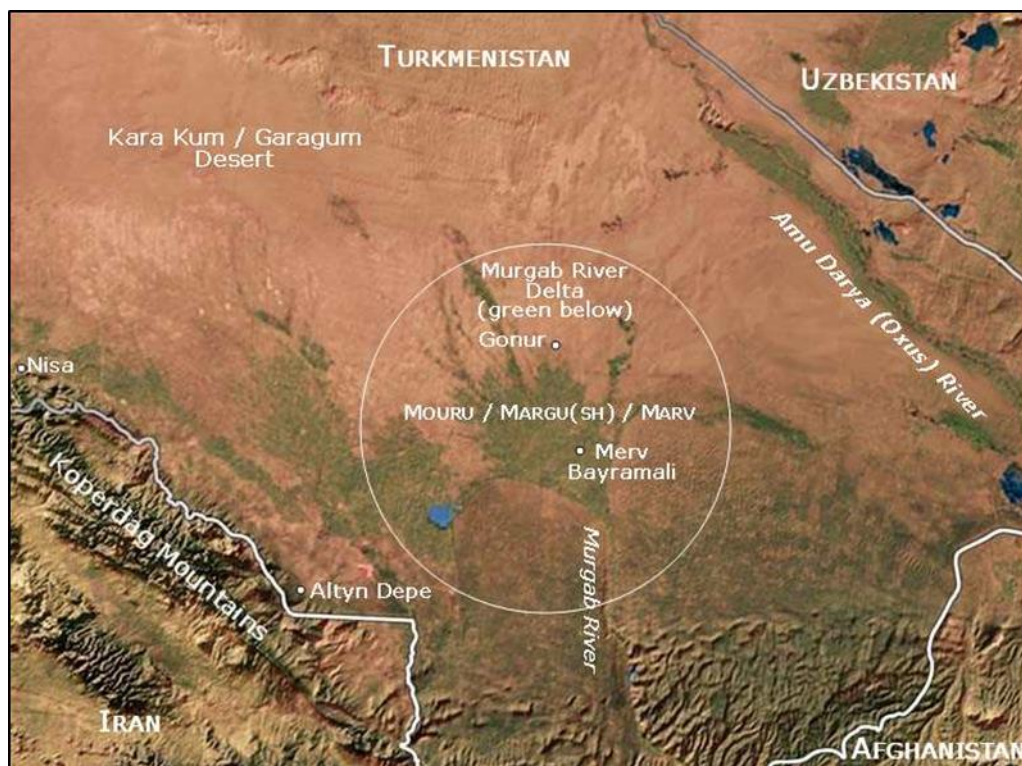 TURKMENISTAN
UZBEKISTAN
Kara Kum / Garagum
Desert
Amu Darya (Oxus) River
Murgab River
Delta
(green below)
Gonur
Nisa
MOURU / MARGU(SH) / MARV
Merv
Bayramali
Koperdag Mountains
Murgab River
Altyn Depe
IRAN
AFGHANISTAN